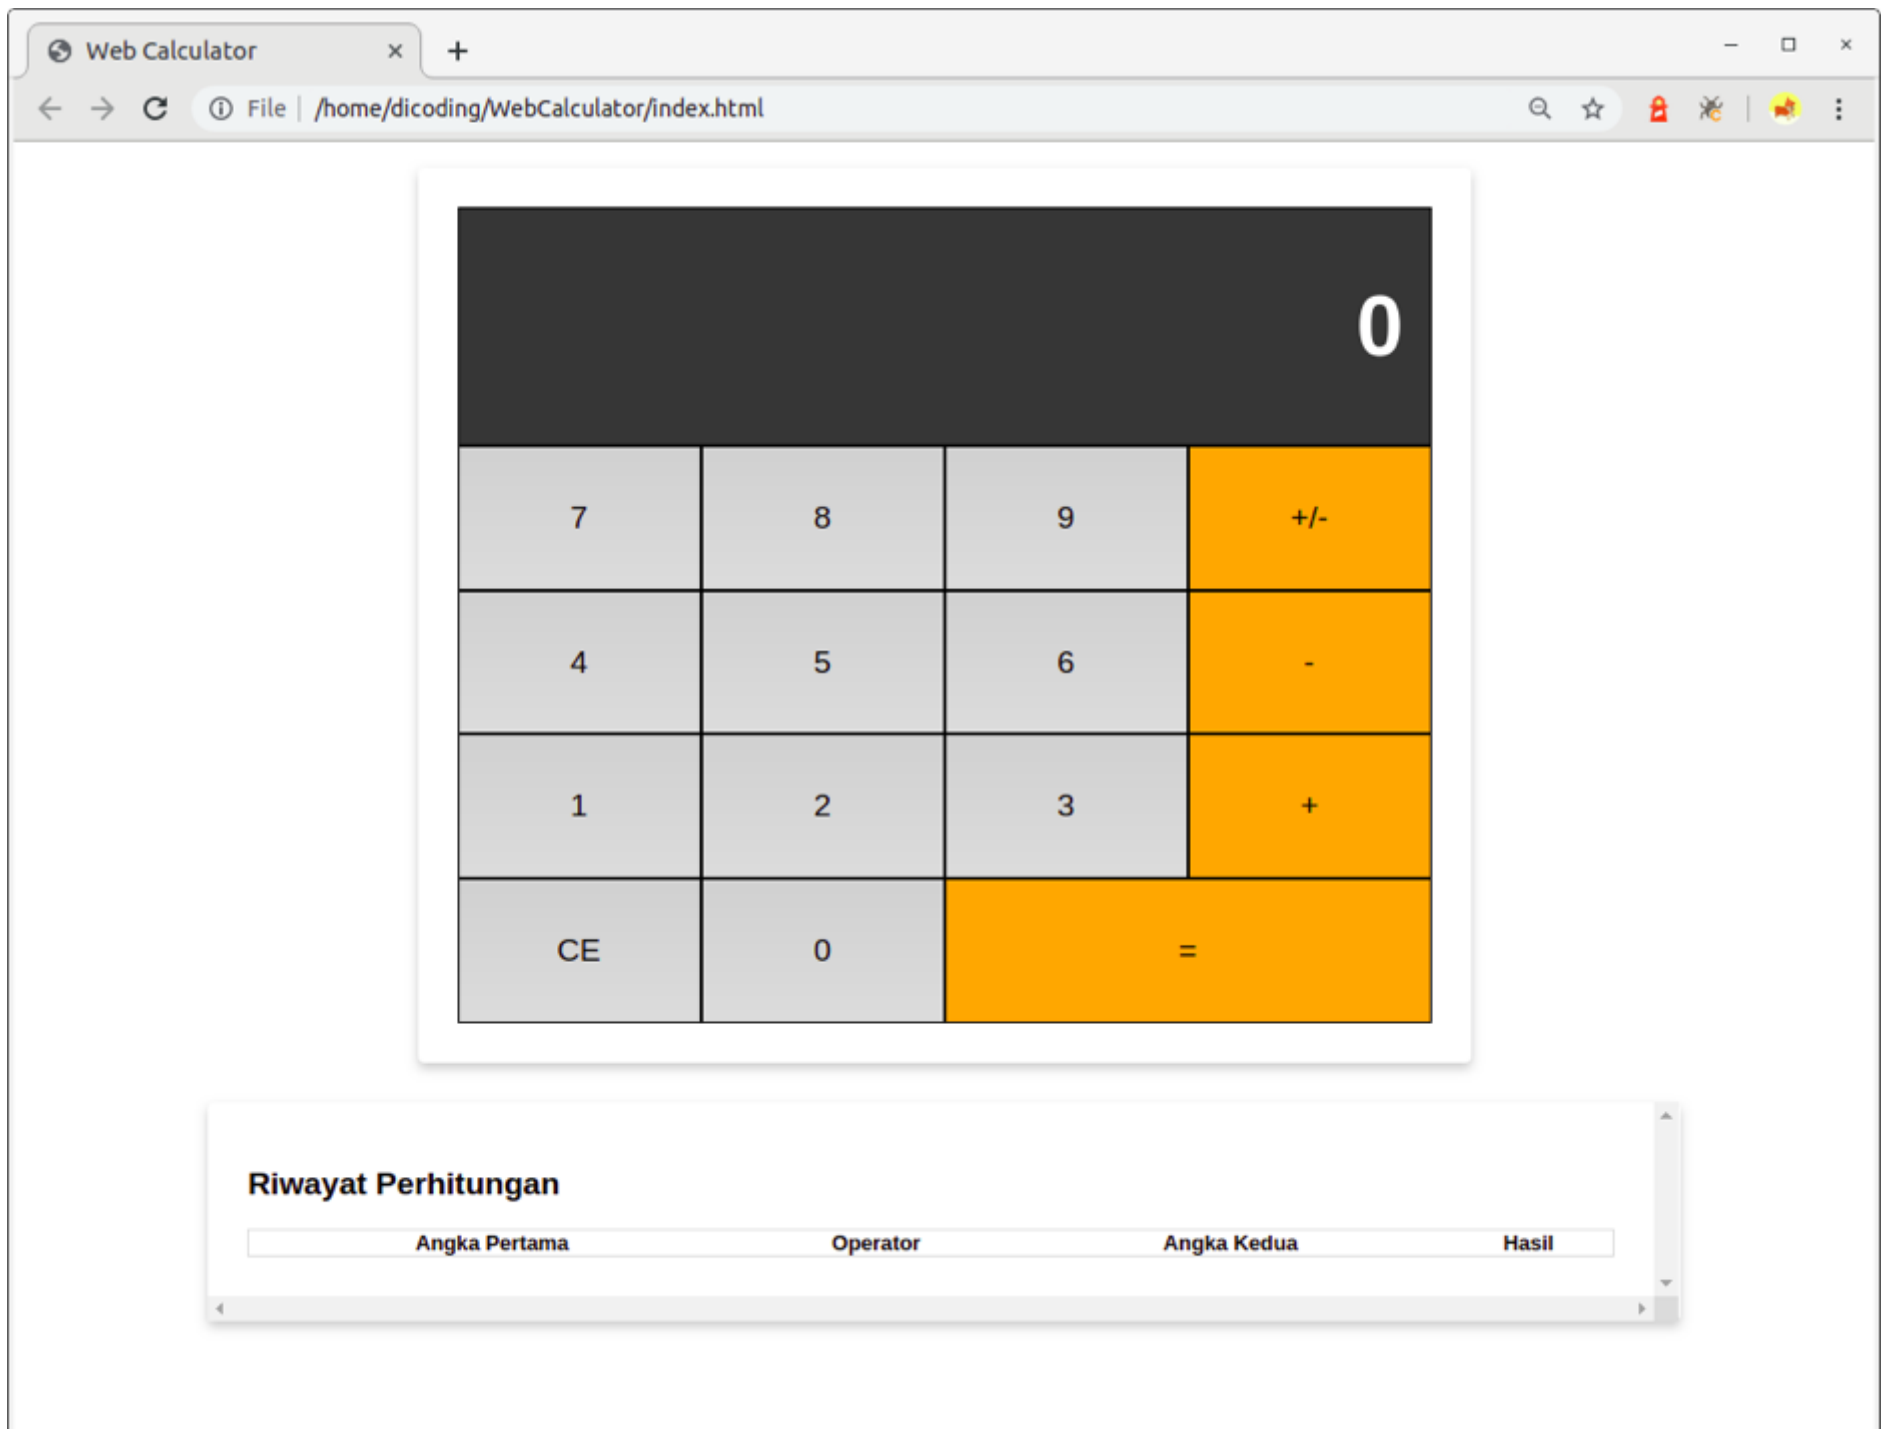 Web Calculator
File /home/dicoding/WebCalculator/index.html
0
7 8 9 +/-
4 5 6 -
1 2 3 +
CE 0 =
Riwayat Perhitungan
Angka Pertama Operator Angka Kedua Hasil